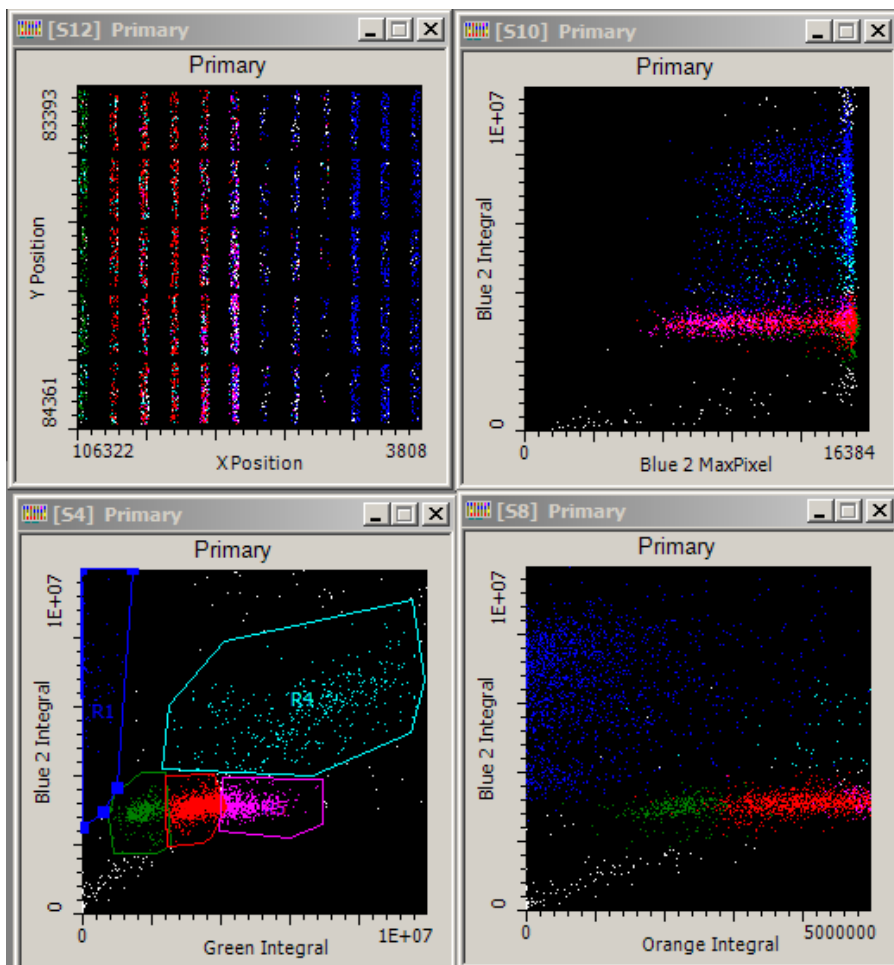 [S12] Primary
Primary
83393
Y Position
84361
106322
3808
X Position
[S10] Primary
Primary
1E+07
Blue 2 Integral
0
0
16384
Blue 2 MaxPixel
[S4] Primary
Primary
1E+07
Blue 2 Integral
0
R1
R4
0
1E+07
Green Integral
[S8] Primary
Primary
1E+07
Blue 2 Integral
0
0
5000000
Orange Integral